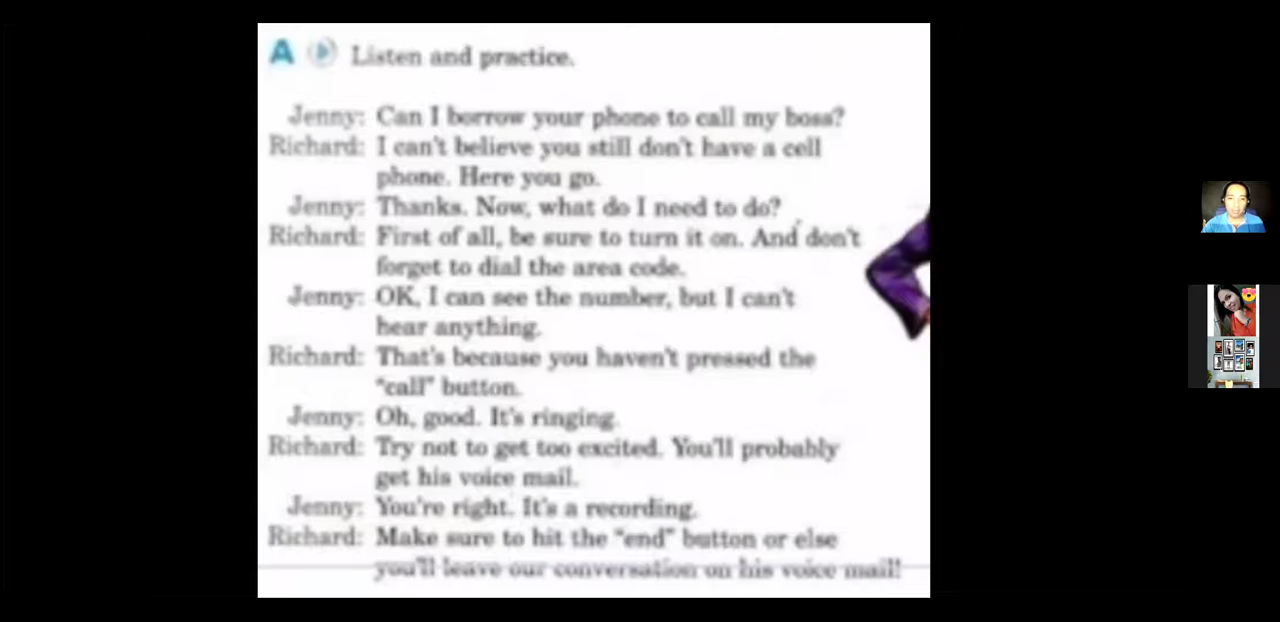 A Listen and practice.
Jenny: Can I borrow your phone to call my boss?
Richard: I can't believe you still don't have a cell
phone. Here you go.
Jenny: Thanks. Now, what do I need to do?
Richard: First of all, be sure to turn it on. And don't
forget to dial the area code.
Jenny: OK, I can see the number, but I can't
hear anything.
Richard: That's because you haven't pressed the
"call" button.
Jenny: Oh, good. It's ringing.
Richard: Try not to get too excited. You'll probably
get his voice mail.
Jenny: You're right. It's a recording.
Richard: Make sure to hit the "end" button or else
you'll leave our conversation on his voice mail!